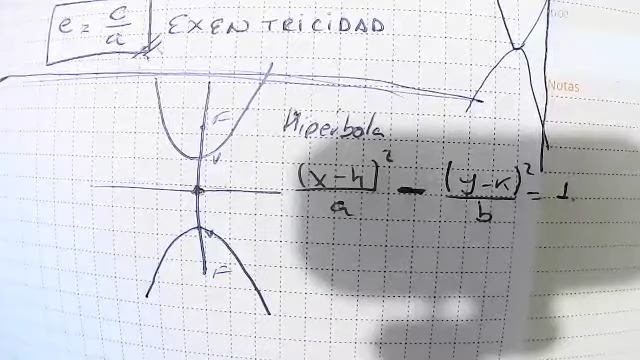 e = c/a EXENTRICIDAD
Notas
F
Hiperbola
V
(x-h)²/a - (y-k)²/b = 1.
V
F